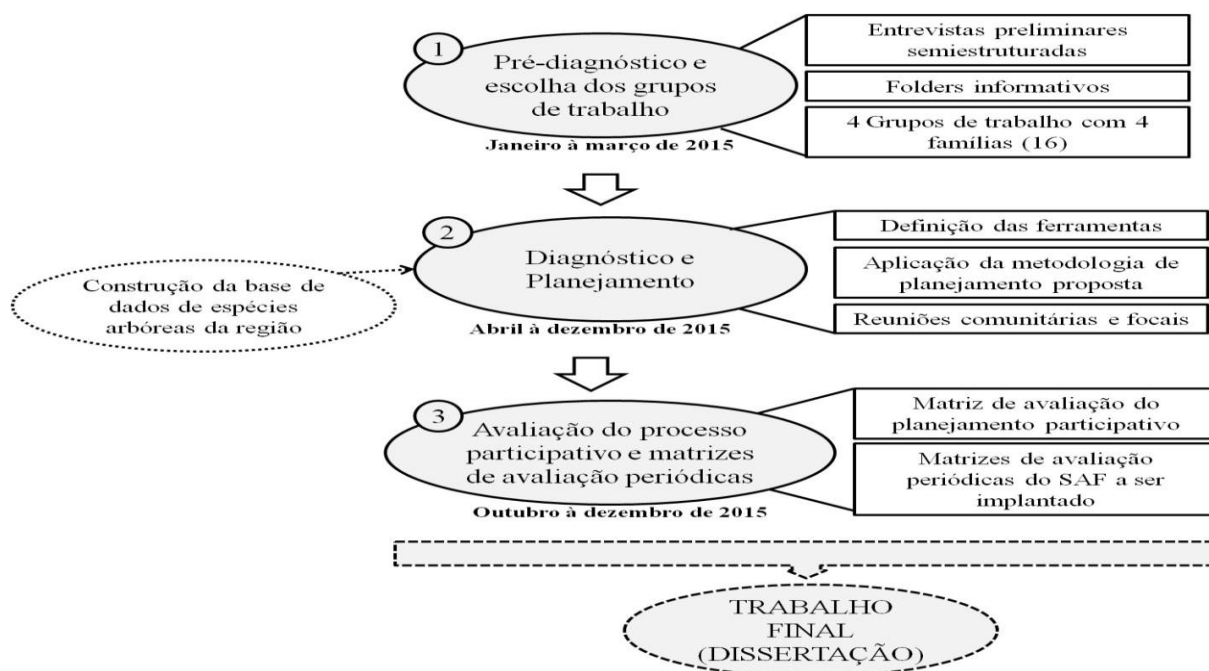 1
Pré-diagnóstico e
escolha dos grupos
de trabalho
Janeiro à março de 2015
Entrevistas preliminares
semiestruturadas
Folders informativos
4 Grupos de trabalho com 4
famílias (16)
2
Diagnóstico e
Planejamento
Abril à dezembro de 2015
Construção da base de
dados de espécies
arbóreas da região
Definição das ferramentas
Aplicação da metodologia de
planejamento proposta
Reuniões comunitárias e focais
3
Avaliação do processo
participativo e matrizes
de avaliação periódicas
Outubro à dezembro de 2015
Matriz de avaliação do
planejamento participativo
Matrizes de avaliação
periódicas do SAF a ser
implantado
TRABALHO
FINAL
(DISSERTAÇÃO)